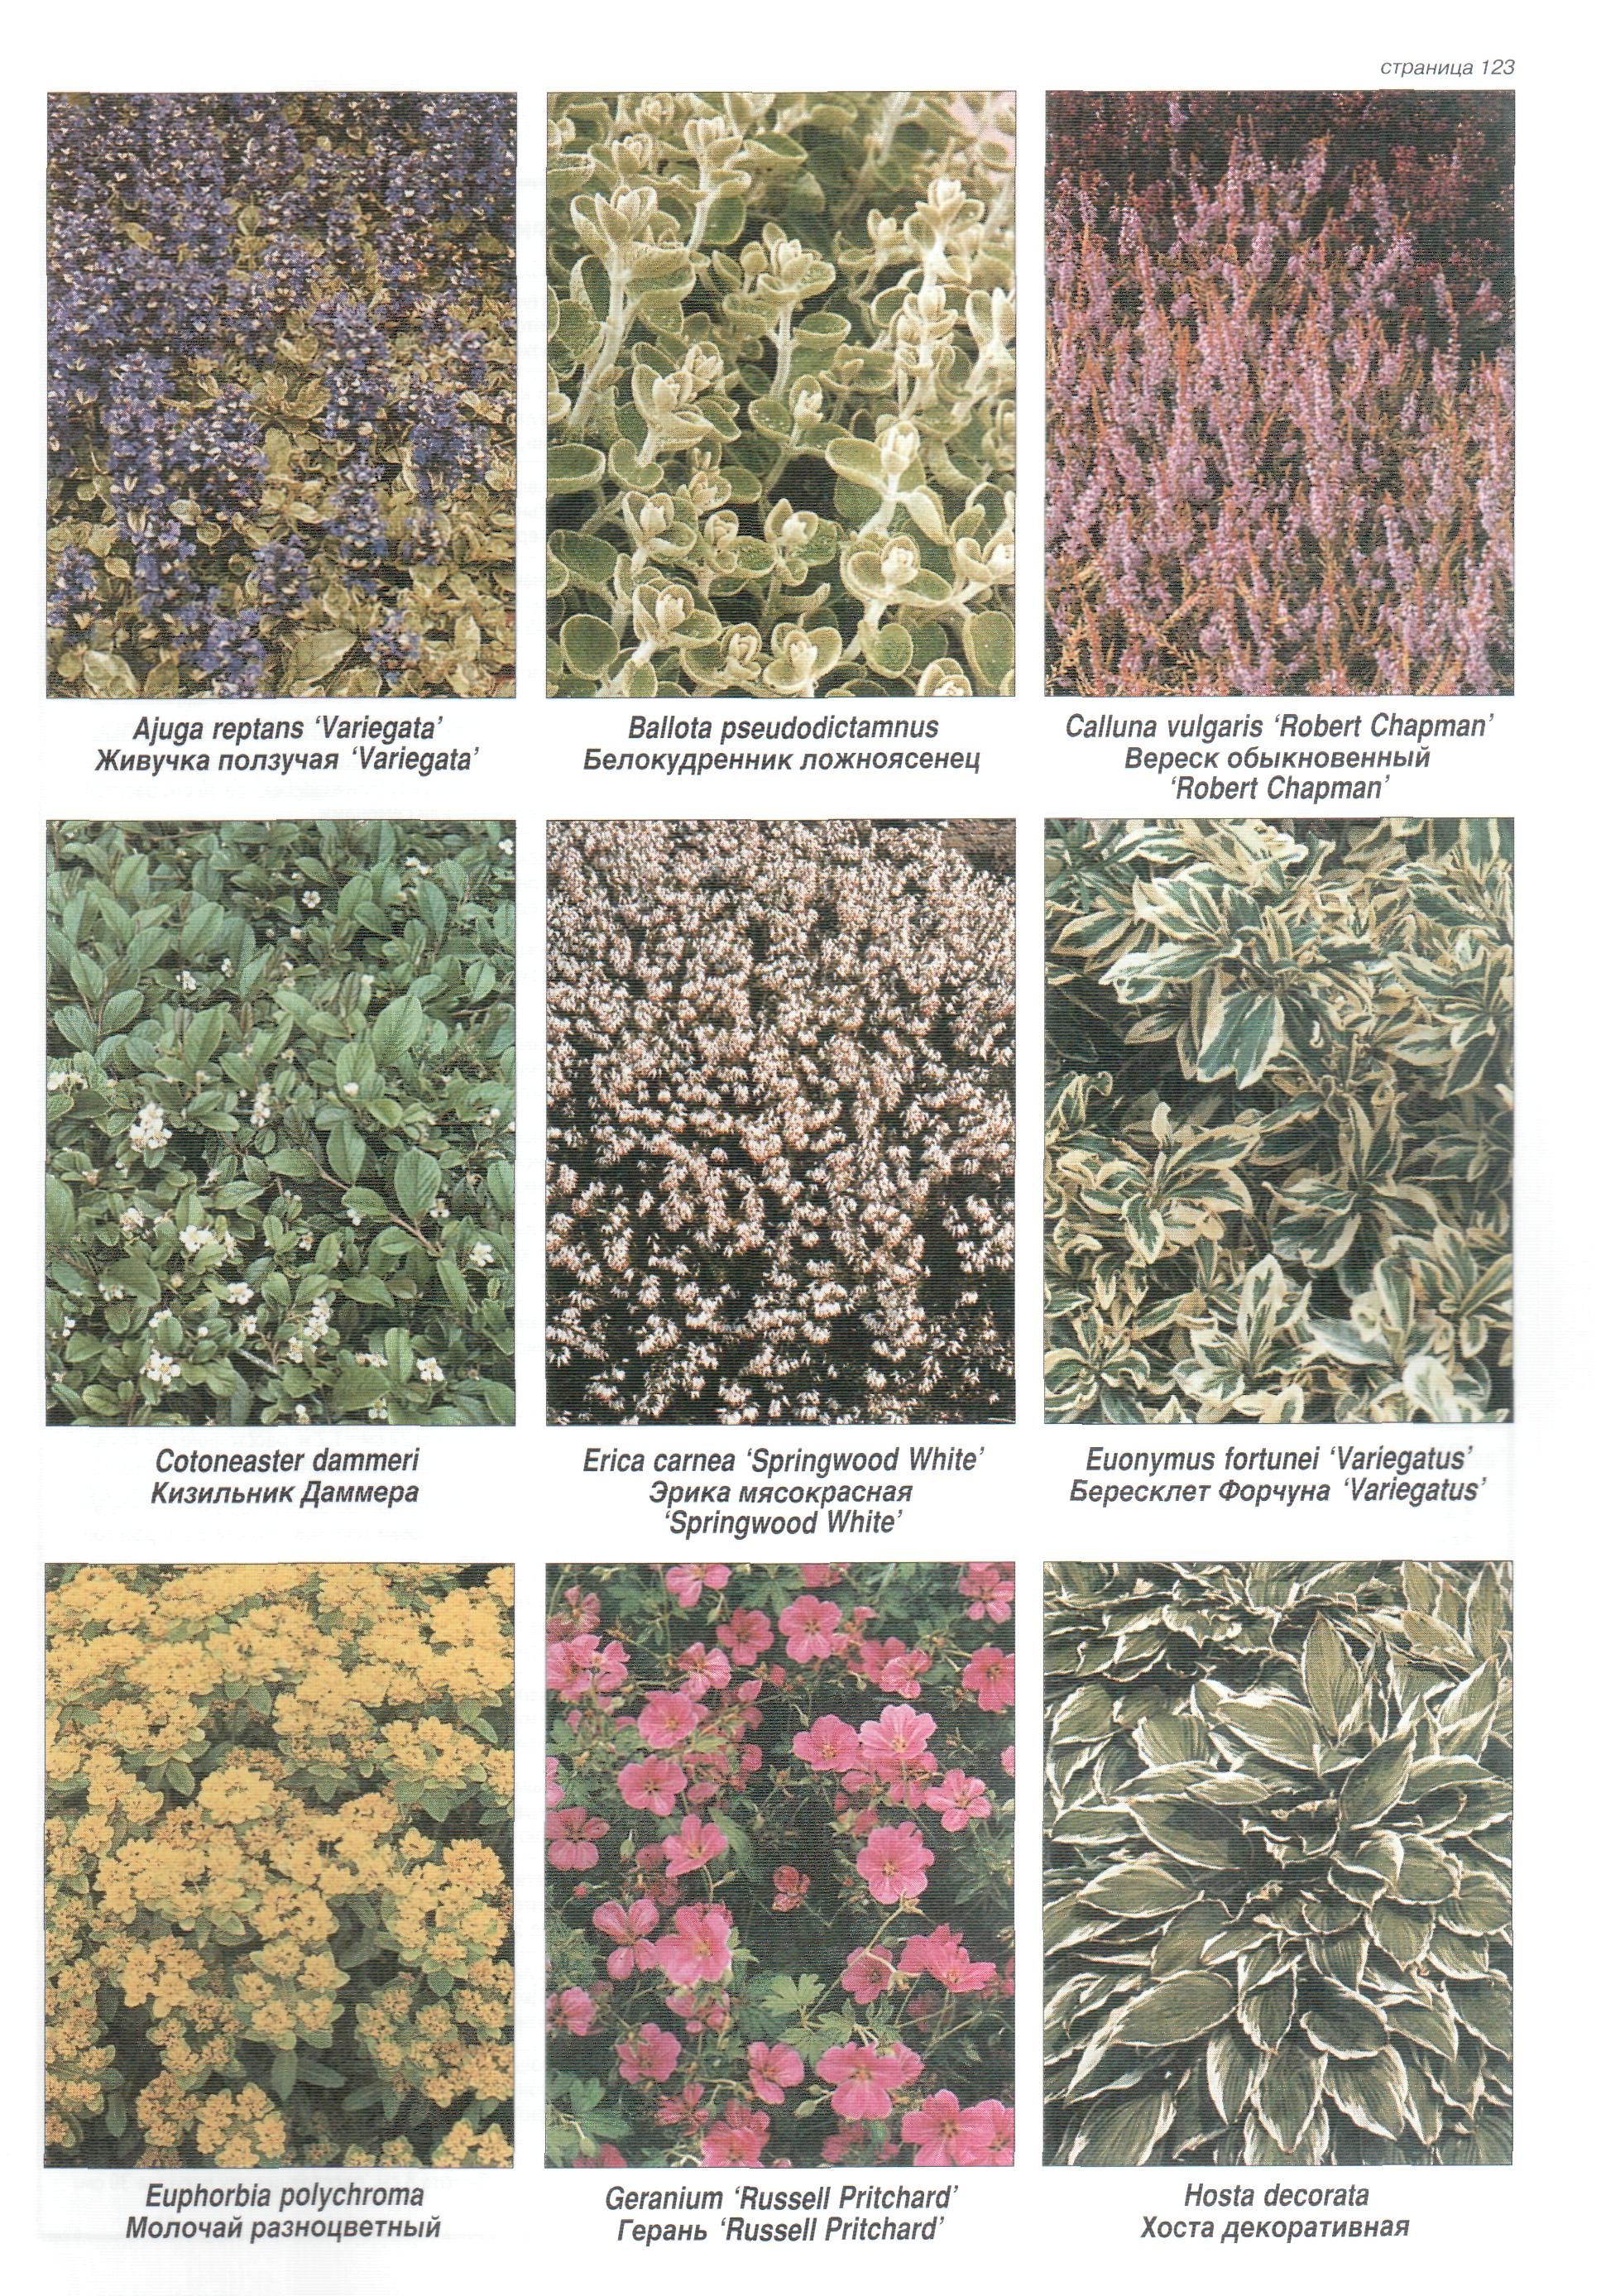 страница 123
Ajuga reptans ‘Variegata’
Живучка ползучая ‘Variegata’
Ballota pseudodictamnus
Белокудренник ложноясенец
Calluna vulgaris ‘Robert Chapman’
Вереск обыкновенный
‘Robert Chapman’
Cotoneaster dammeri
Кизильник Даммера
Erica carnea ‘Springwood White’
Эрика мясокрасная
‘Springwood White’
Euonymus fortunei ‘Variegatus’
Бересклет Форчуна ‘Variegatus’
Euphorbia polychroma
Молочай разноцветный
Geranium ‘Russell Pritchard’
Герань ‘Russell Pritchard’
Hosta decorata
Хоста декоративная